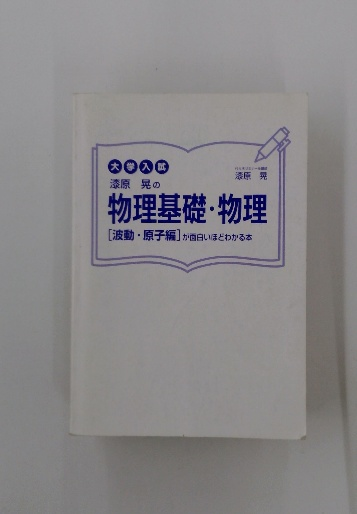 大学入試
漆原 晃の
漆原 晃
物理基礎・物理
[波動・原子編]が面白いほどわかる本